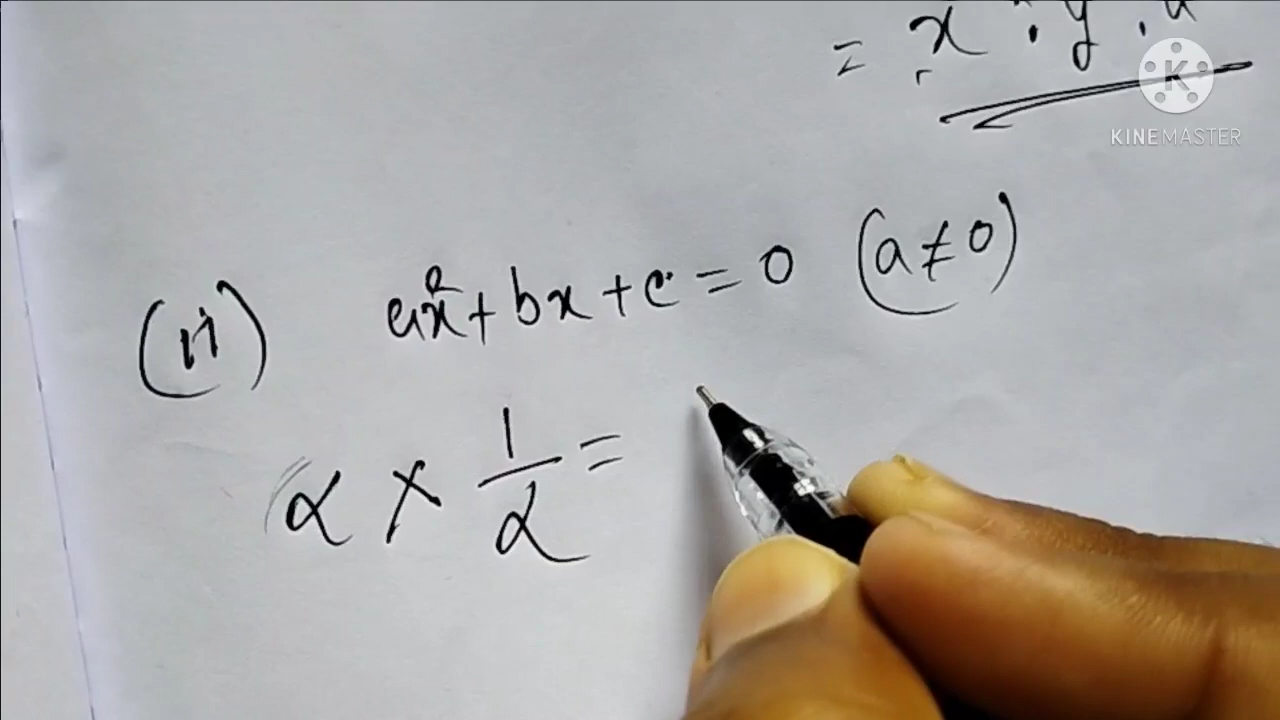 = x . y .
KINEMASTER
(ii) ax²+bx+c=0 (a≠0)
α × 1/α =